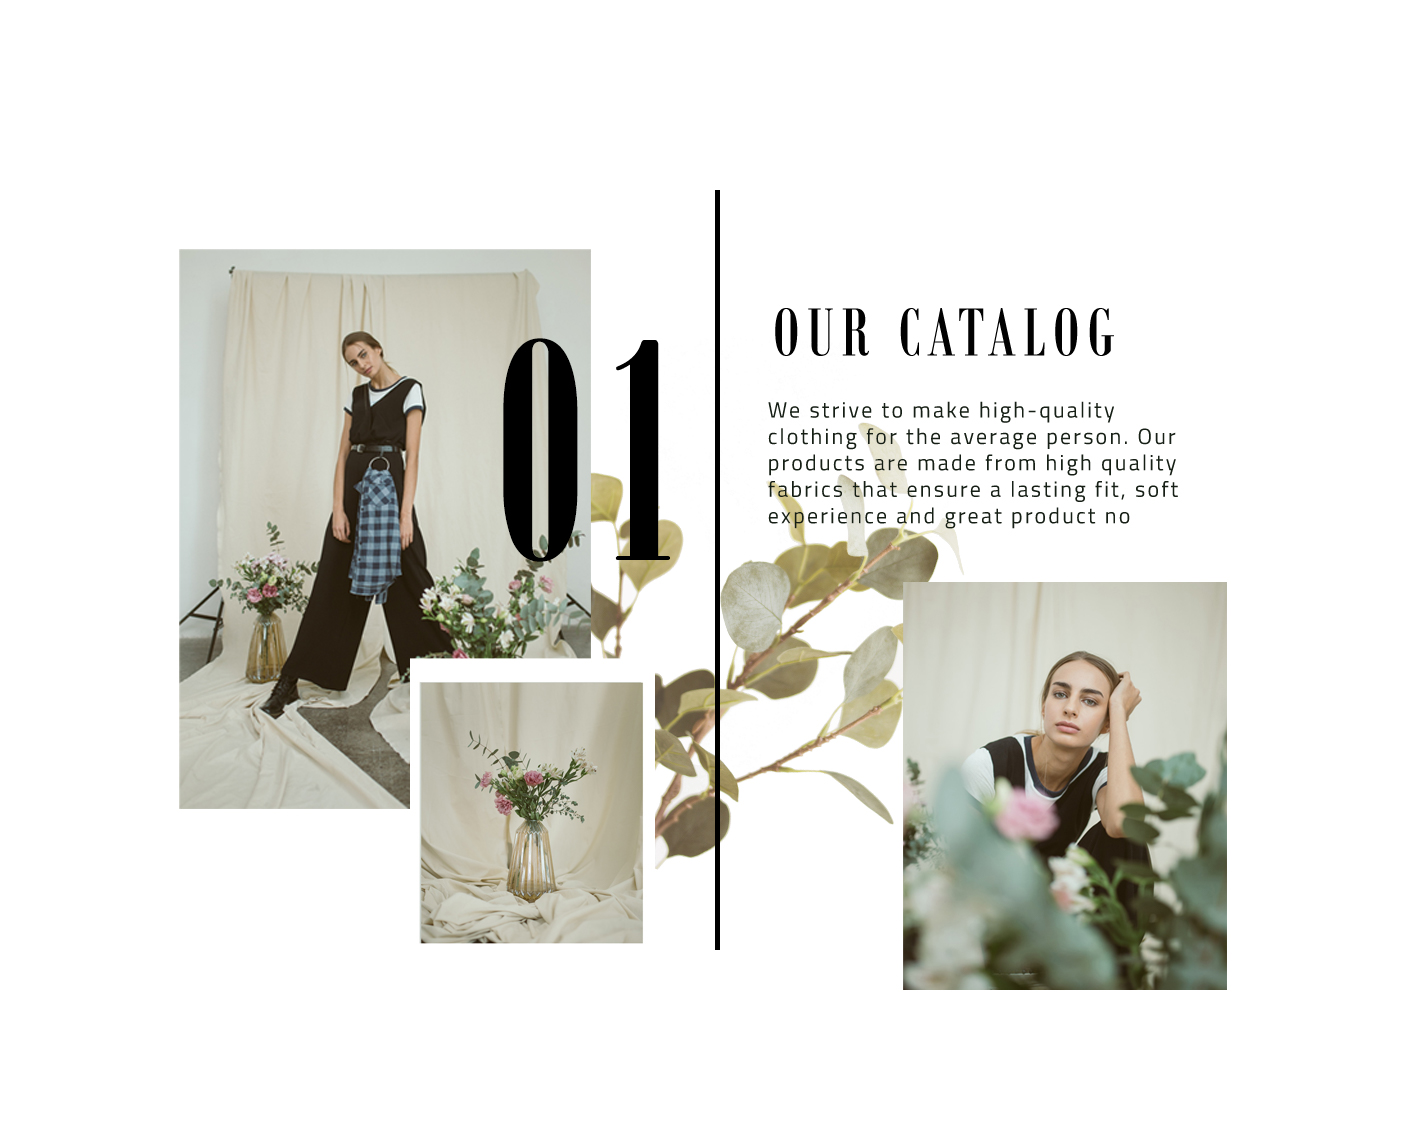 01
OUR CATALOG
We strive to make high-quality
clothing for the average person. Our
products are made from high quality
fabrics that ensure a lasting fit, soft
experience and great product no